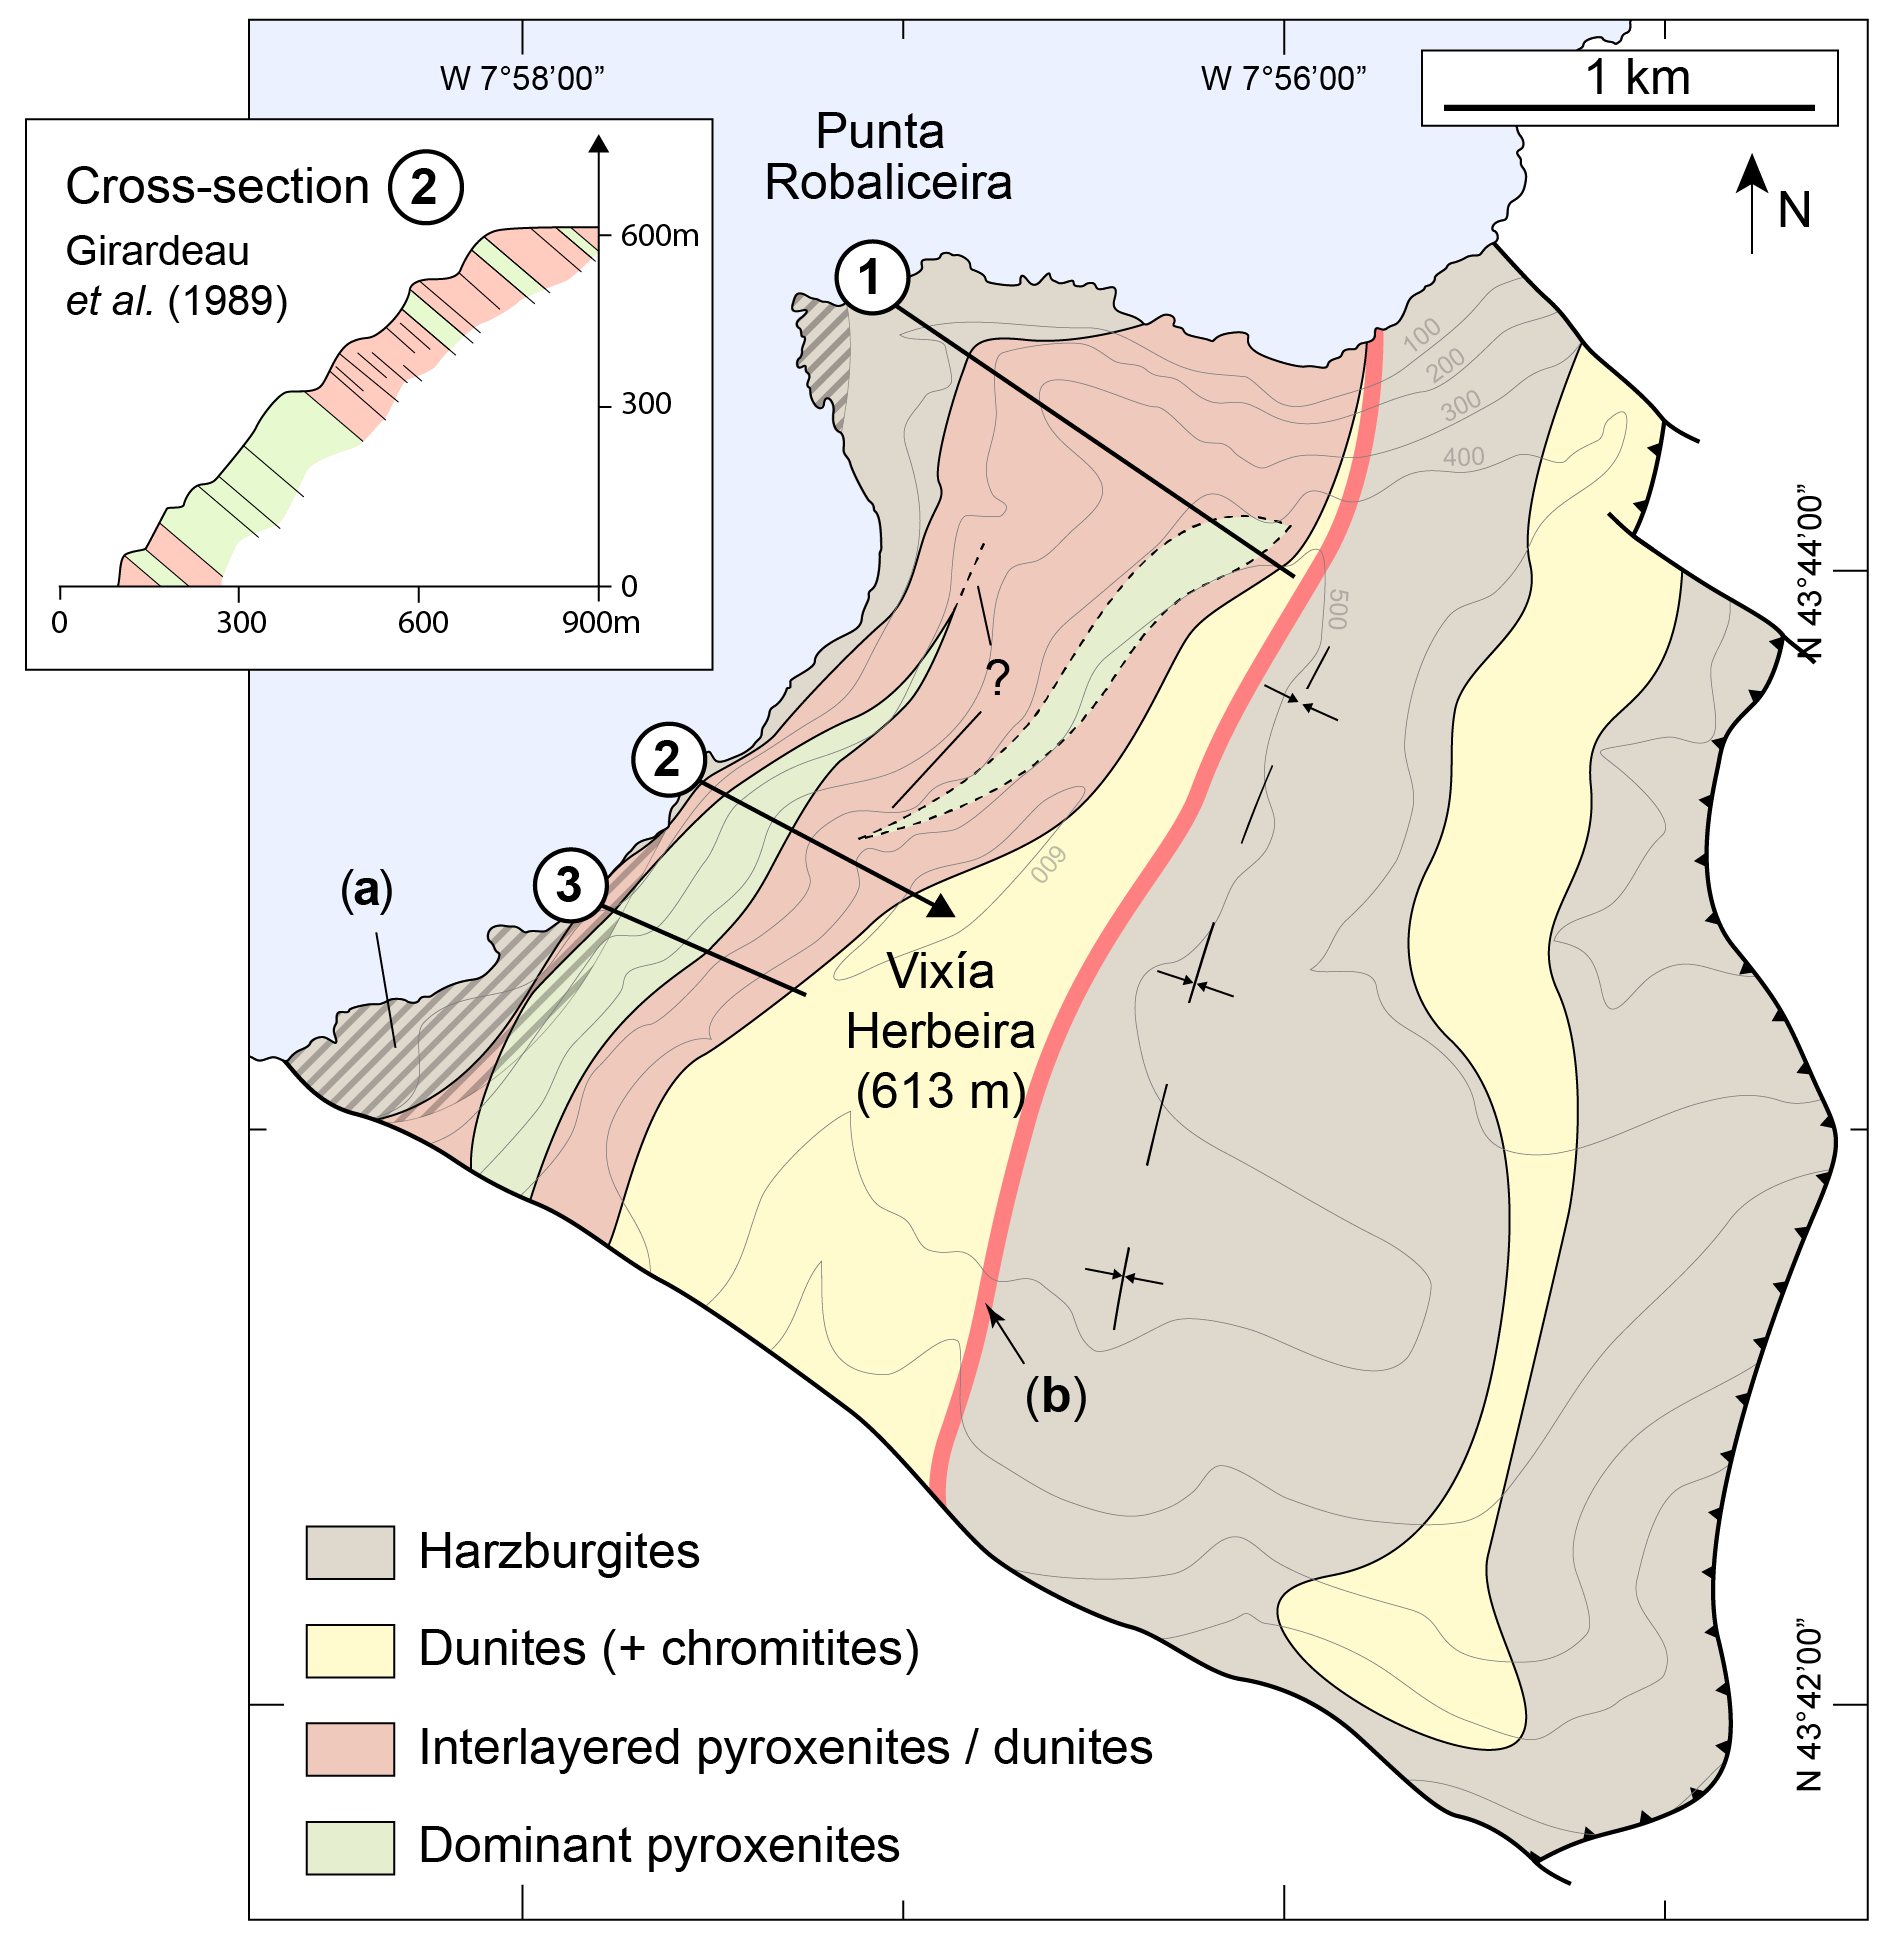 W 7°58’00”
W 7°56’00”
1 km
N
Punta
Robaliceira
Cross-section 2
Girardeau
et al. (1989)
600m
300
0
0
300
600
900m
1
100
200
300
400
500
N 43°44’00”
?
2
3
600
(a)
Vixía
Herbeira
(613 m)
(b)
N 43°42’00”
Harzburgites
Dunites (+ chromitites)
Interlayered pyroxenites / dunites
Dominant pyroxenites